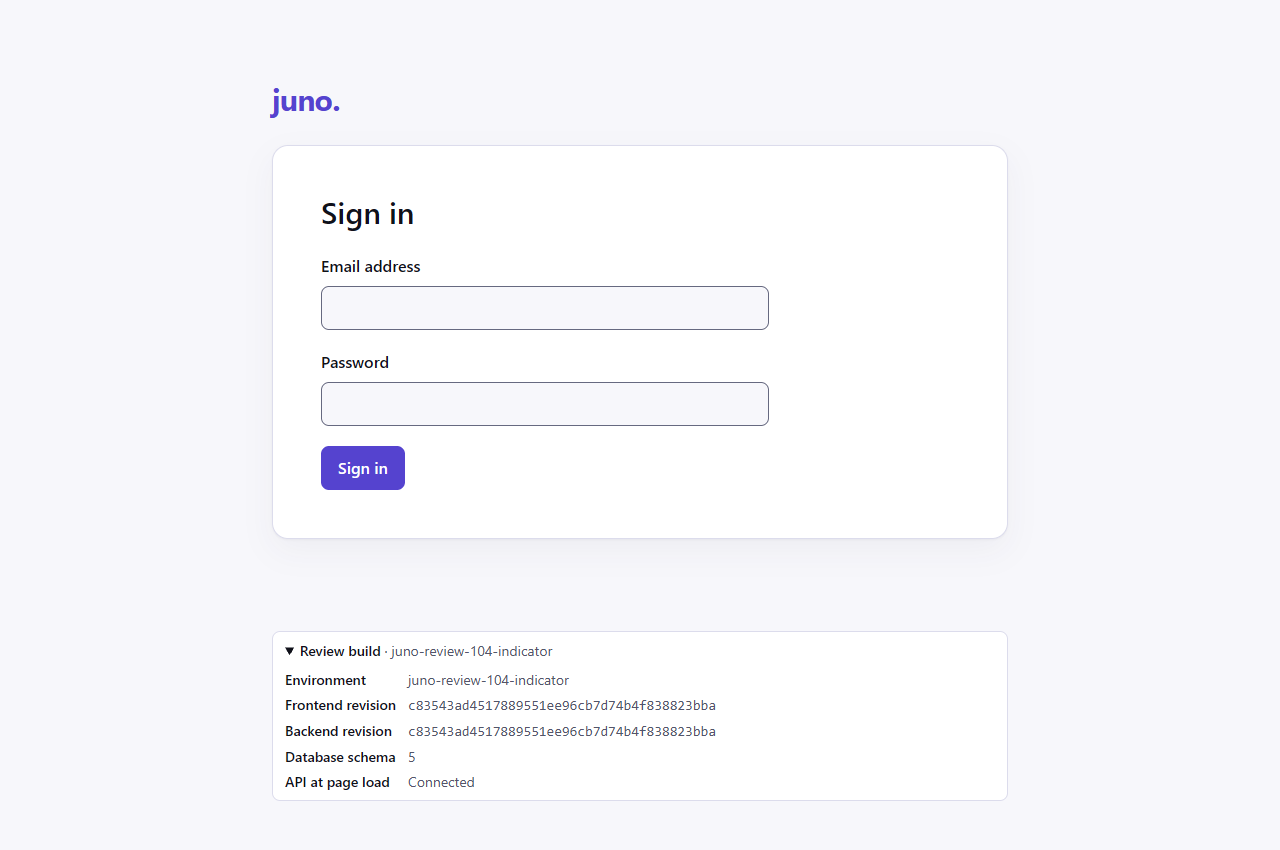 juno.
Sign in
Email address
Password
Sign in
▼ Review build · juno-review-104-indicator
Environment juno-review-104-indicator
Frontend revision c83543ad4517889551ee96cb7d74b4f838823bba
Backend revision c83543ad4517889551ee96cb7d74b4f838823bba
Database schema 5
API at page load Connected